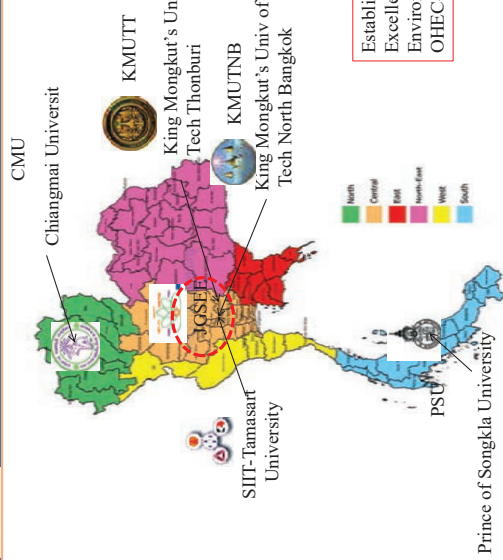 CMU
Chiangmai Universit
KMUTT
King Mongkut's Un
Tech Thonburi
KMUTNB
King Mongkut's Univ of
Tech North Bangkok
JGSEE
SIIT-Tamasart
University
PSU
Prince of Songkla University
North
Central
East
North-East
West
South
Establi
Excelle
Enviro
OHEC